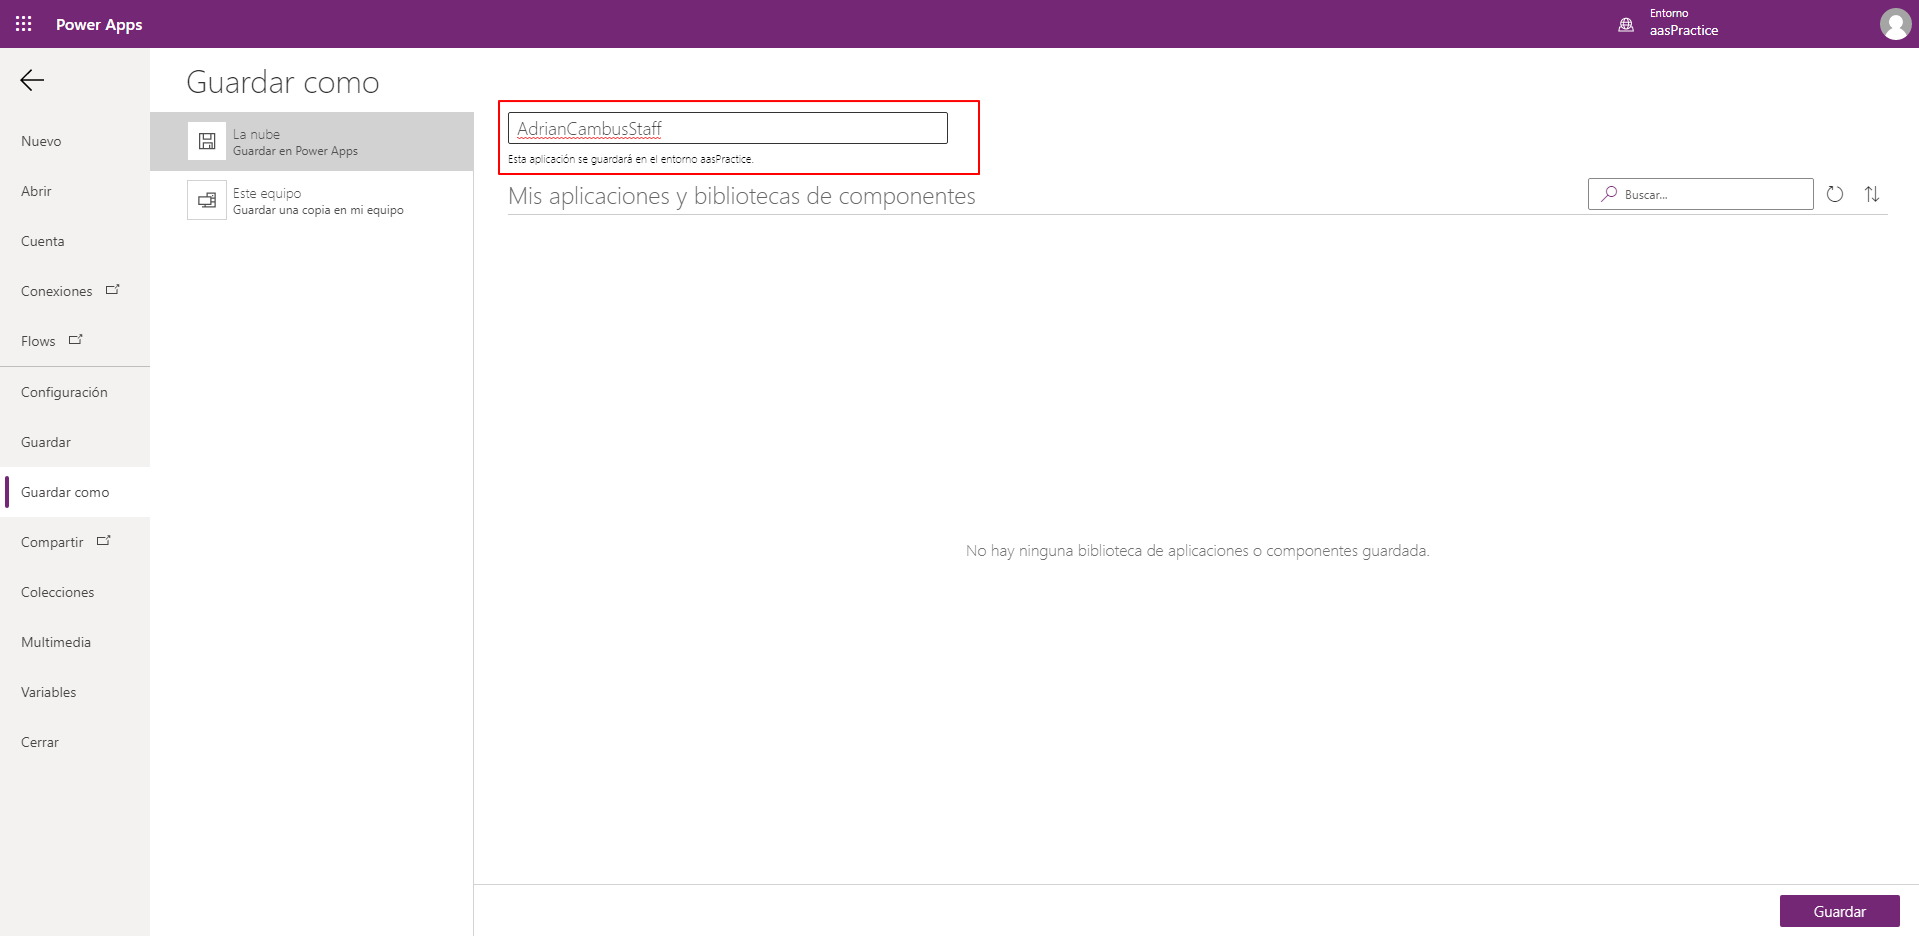 Power Apps
Entorno
aasPractice
Guardar como
Nuevo
Abrir
Cuenta
Conexiones
Flows
Configuración
Guardar
Guardar como
Compartir
Colecciones
Multimedia
Variables
Cerrar
La nube
Guardar en Power Apps
Este equipo
Guardar una copia en mi equipo
AdrianCambusStaff
Esta aplicación se guardará en el entorno aasPractice.
Mis aplicaciones y bibliotecas de componentes
Buscar...
No hay ninguna biblioteca de aplicaciones o componentes guardada.
Guardar